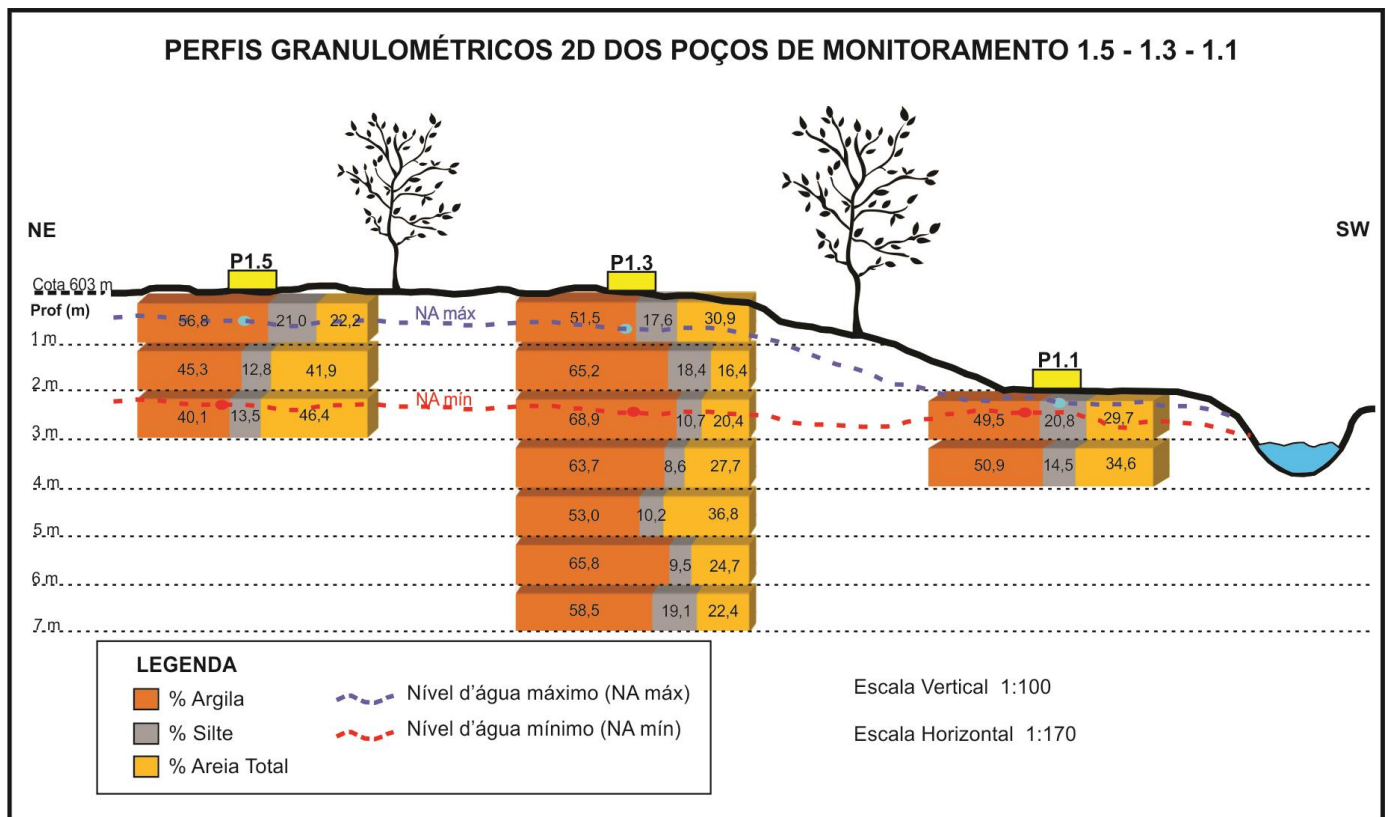 PERFIS GRANULOMÉTRICOS 2D DOS POÇOS DE MONITORAMENTO 1.5 - 1.3 - 1.1
NE
SW
P1.5
P1.3
Cota 603 m
Prof (m)
NA máx
56,8 21,0 22,2
51,5 17,6 30,9
1 m
45,3 12,8 41,9
65,2 18,4 16,4
P1.1
2 m
NA mín
40,1 13,5 46,4
68,9 10,7 20,4
49,5 20,8 29,7
3 m
63,7 8,6 27,7
50,9 14,5 34,6
4 m
53,0 10,2 36,8
5 m
65,8 9,5 24,7
6 m
58,5 19,1 22,4
7 m
LEGENDA
% Argila
% Silte
% Areia Total
Nível d’água máximo (NA máx)
Nível d’água mínimo (NA mín)
Escala Vertical 1:100
Escala Horizontal 1:170